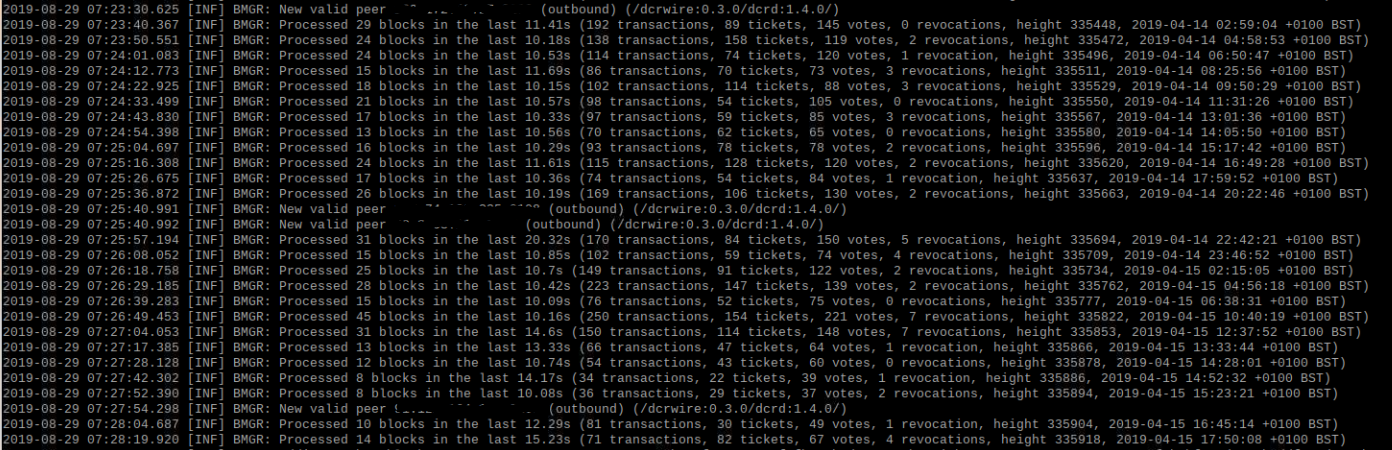 2019-08-29 07:23:30.625 [INF] BMGR: New valid peer (outbound) (/dcrwire:0.3.0/dcrd:1.4.0/)
2019-08-29 07:23:40.367 [INF] BMGR: Processed 29 blocks in the last 11.41s (192 transactions, 89 tickets, 145 votes, 0 revocations, height 335448, 2019-04-14 02:59:04 +0100 BST)
2019-08-29 07:23:50.551 [INF] BMGR: Processed 24 blocks in the last 10.18s (138 transactions, 158 tickets, 119 votes, 2 revocations, height 335472, 2019-04-14 04:58:53 +0100 BST)
2019-08-29 07:24:01.083 [INF] BMGR: Processed 24 blocks in the last 10.53s (114 transactions, 74 tickets, 120 votes, 1 revocation, height 335496, 2019-04-14 06:50:47 +0100 BST)
2019-08-29 07:24:12.773 [INF] BMGR: Processed 15 blocks in the last 11.69s (86 transactions, 70 tickets, 73 votes, 3 revocations, height 335511, 2019-04-14 08:25:56 +0100 BST)
2019-08-29 07:24:22.925 [INF] BMGR: Processed 18 blocks in the last 10.15s (102 transactions, 114 tickets, 88 votes, 3 revocations, height 335529, 2019-04-14 09:50:29 +0100 BST)
2019-08-29 07:24:33.499 [INF] BMGR: Processed 21 blocks in the last 10.57s (98 transactions, 54 tickets, 105 votes, 0 revocations, height 335550, 2019-04-14 11:31:26 +0100 BST)
2019-08-29 07:24:43.830 [INF] BMGR: Processed 17 blocks in the last 10.33s (97 transactions, 59 tickets, 85 votes, 3 revocations, height 335567, 2019-04-14 13:01:36 +0100 BST)
2019-08-29 07:24:54.398 [INF] BMGR: Processed 13 blocks in the last 10.56s (70 transactions, 62 tickets, 65 votes, 0 revocations, height 335580, 2019-04-14 14:05:50 +0100 BST)
2019-08-29 07:25:04.697 [INF] BMGR: Processed 16 blocks in the last 10.29s (93 transactions, 78 tickets, 78 votes, 2 revocations, height 335596, 2019-04-14 15:17:42 +0100 BST)
2019-08-29 07:25:16.308 [INF] BMGR: Processed 24 blocks in the last 11.61s (115 transactions, 128 tickets, 120 votes, 2 revocations, height 335620, 2019-04-14 16:49:28 +0100 BST)
2019-08-29 07:25:26.675 [INF] BMGR: Processed 17 blocks in the last 10.36s (74 transactions, 54 tickets, 84 votes, 1 revocation, height 335637, 2019-04-14 17:59:52 +0100 BST)
2019-08-29 07:25:36.872 [INF] BMGR: Processed 26 blocks in the last 10.19s (169 transactions, 106 tickets, 130 votes, 2 revocations, height 335663, 2019-04-14 20:22:46 +0100 BST)
2019-08-29 07:25:40.991 [INF] BMGR: New valid peer (outbound) (/dcrwire:0.3.0/dcrd:1.4.0/)
2019-08-29 07:25:40.992 [INF] BMGR: New valid peer (outbound) (/dcrwire:0.3.0/dcrd:1.4.0/)
2019-08-29 07:25:57.194 [INF] BMGR: Processed 31 blocks in the last 20.32s (170 transactions, 84 tickets, 150 votes, 5 revocations, height 335694, 2019-04-14 22:42:21 +0100 BST)
2019-08-29 07:26:08.052 [INF] BMGR: Processed 15 blocks in the last 10.85s (102 transactions, 59 tickets, 74 votes, 4 revocations, height 335709, 2019-04-14 23:46:52 +0100 BST)
2019-08-29 07:26:18.758 [INF] BMGR: Processed 25 blocks in the last 10.7s (149 transactions, 91 tickets, 122 votes, 2 revocations, height 335734, 2019-04-15 02:15:05 +0100 BST)
2019-08-29 07:26:29.185 [INF] BMGR: Processed 28 blocks in the last 10.42s (223 transactions, 147 tickets, 139 votes, 2 revocations, height 335762, 2019-04-15 04:56:18 +0100 BST)
2019-08-29 07:26:39.283 [INF] BMGR: Processed 15 blocks in the last 10.09s (76 transactions, 52 tickets, 75 votes, 0 revocations, height 335777, 2019-04-15 06:38:31 +0100 BST)
2019-08-29 07:26:49.453 [INF] BMGR: Processed 45 blocks in the last 10.16s (250 transactions, 154 tickets, 221 votes, 7 revocations, height 335822, 2019-04-15 10:40:19 +0100 BST)
2019-08-29 07:27:04.053 [INF] BMGR: Processed 31 blocks in the last 14.6s (150 transactions, 114 tickets, 148 votes, 7 revocations, height 335853, 2019-04-15 12:37:52 +0100 BST)
2019-08-29 07:27:17.385 [INF] BMGR: Processed 13 blocks in the last 13.33s (66 transactions, 47 tickets, 64 votes, 1 revocation, height 335866, 2019-04-15 13:33:44 +0100 BST)
2019-08-29 07:27:28.128 [INF] BMGR: Processed 12 blocks in the last 10.74s (54 transactions, 43 tickets, 60 votes, 0 revocations, height 335878, 2019-04-15 14:28:01 +0100 BST)
2019-08-29 07:27:42.302 [INF] BMGR: Processed 8 blocks in the last 14.17s (34 transactions, 22 tickets, 39 votes, 1 revocation, height 335886, 2019-04-15 14:52:32 +0100 BST)
2019-08-29 07:27:52.390 [INF] BMGR: Processed 8 blocks in the last 10.08s (36 transactions, 29 tickets, 37 votes, 2 revocations, height 335894, 2019-04-15 15:23:21 +0100 BST)
2019-08-29 07:27:54.298 [INF] BMGR: New valid peer (outbound) (/dcrwire:0.3.0/dcrd:1.4.0/)
2019-08-29 07:28:04.687 [INF] BMGR: Processed 10 blocks in the last 12.29s (81 transactions, 30 tickets, 49 votes, 1 revocation, height 335904, 2019-04-15 16:45:14 +0100 BST)
2019-08-29 07:28:19.920 [INF] BMGR: Processed 14 blocks in the last 15.23s (71 transactions, 82 tickets, 67 votes, 4 revocations, height 335918, 2019-04-15 17:50:08 +0100 BST)